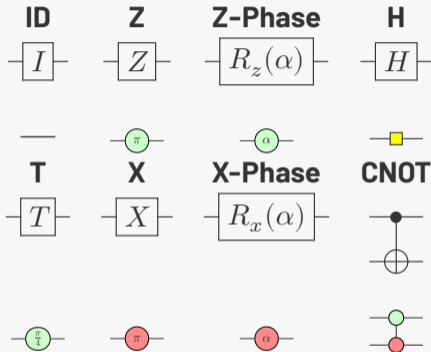 ID Z Z-Phase H
I Z R_z(α) H
π α
T X X-Phase CNOT
T X R_x(α)
π/4 π α